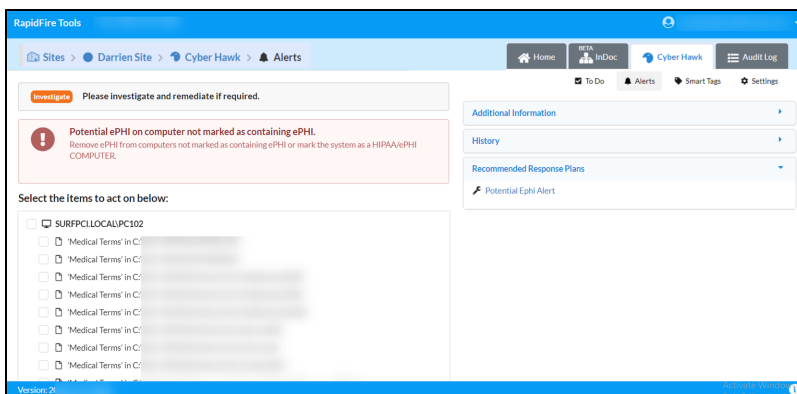 RapidFire Tools
Sites > Darrien Site > Cyber Hawk > Alerts
Home
BETA
InDoc
Cyber Hawk
Audit Log
To Do
Alerts
Smart Tags
Settings
Investigate Please investigate and remediate if required.
Potential ePHI on computer not marked as containing ePHI.
Remove ePHI from computers not marked as containing ePHI or mark the system as a HIPAA/ePHI
COMPUTER.
Select the items to act on below:
SURFPCI.LOCAL\PC102
'Medical Terms' in C:\
'Medical Terms' in C:\
'Medical Terms' in C:\
'Medical Terms' in C:\
'Medical Terms' in C:\
'Medical Terms' in C:\
'Medical Terms' in C:\
'Medical Terms' in C:\
Additional Information
History
Recommended Response Plans
Potential Ephi Alert
Version: 20
Activate Window